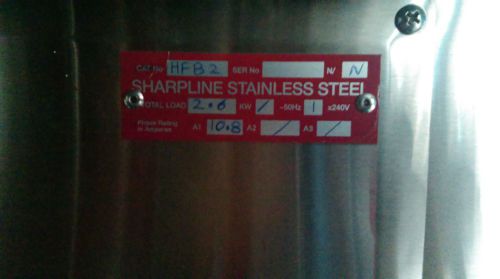 CAT No HFB2 SER No N/ N
SHARPLINE STAINLESS STEEL
TOTAL LOAD 2.6 KW / ~50Hz 1 x240V
Phase Rating in Amperes A1 10.8 A2 / A3 /